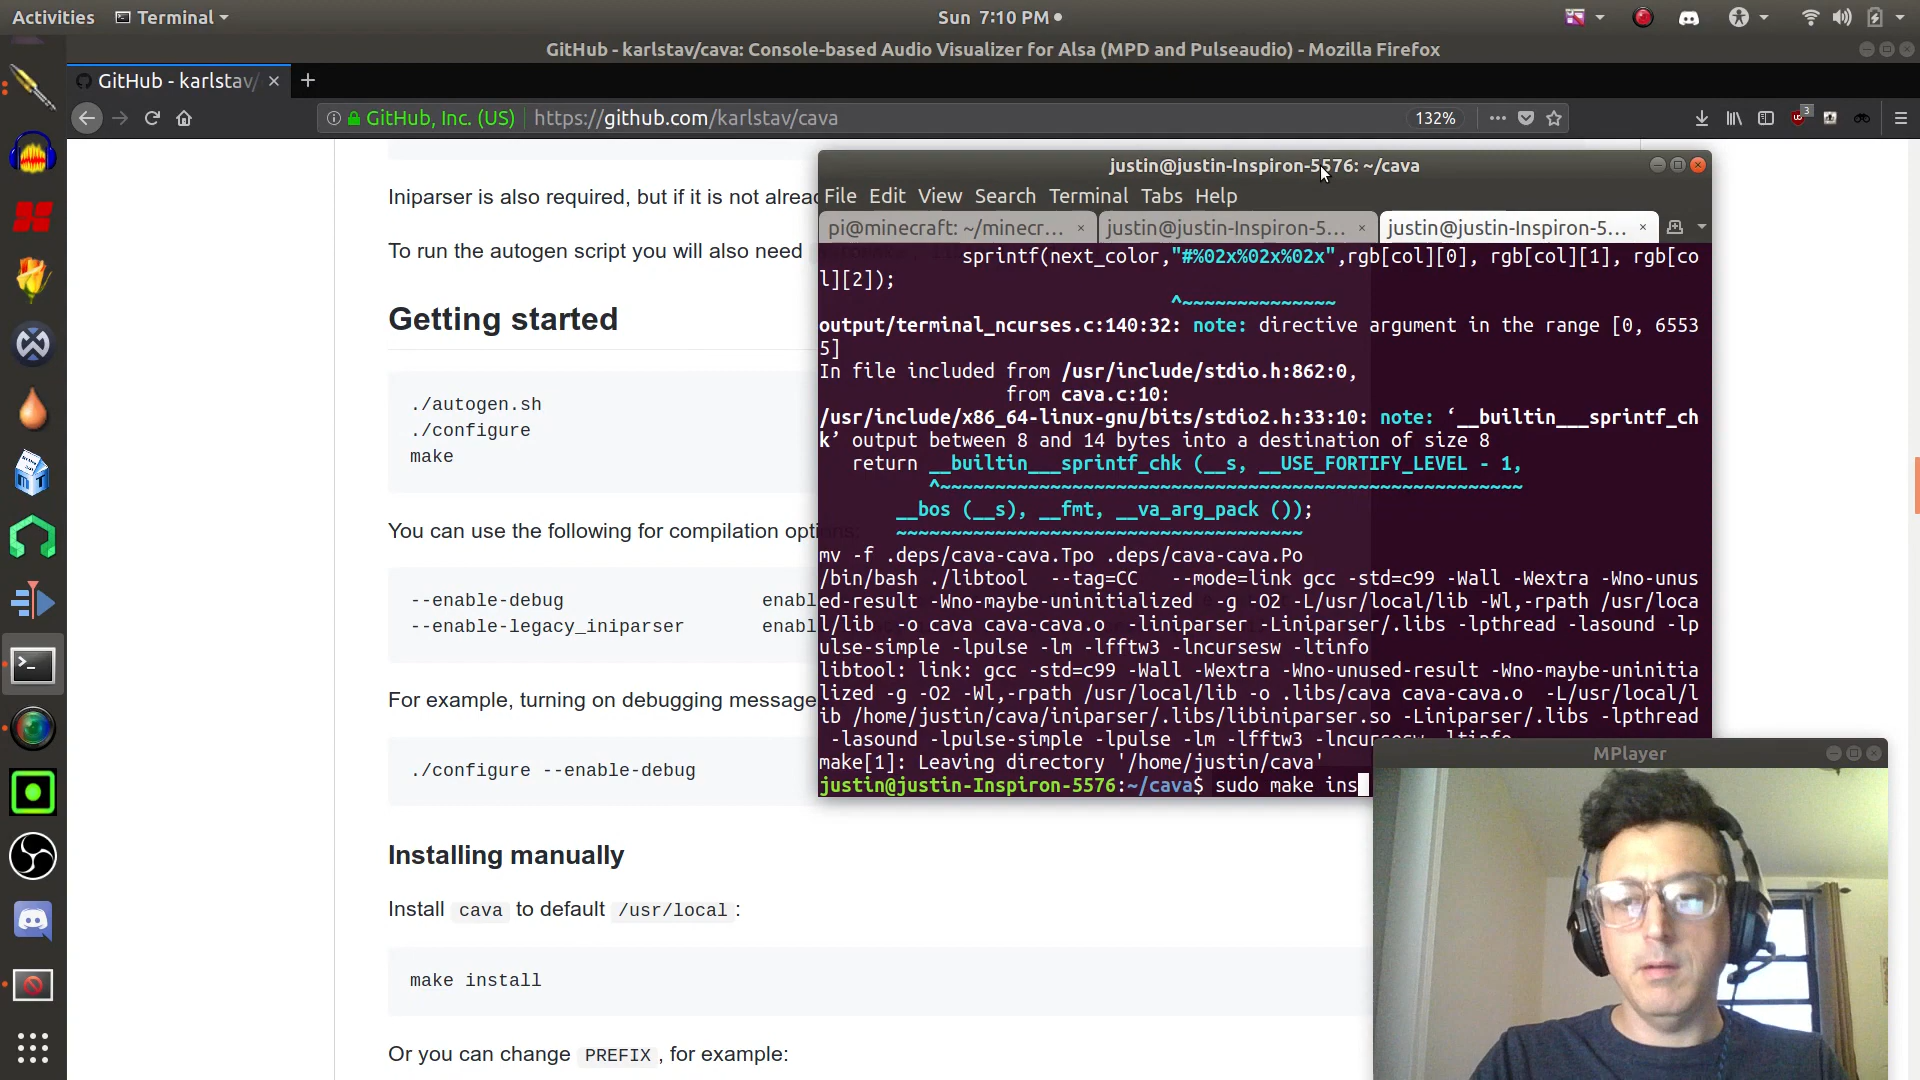 Activities
Terminal
Sun 7:10 PM
GitHub - karlstav/cava: Console-based Audio Visualizer for Alsa (MPD and Pulseaudio) - Mozilla Firefox
GitHub - karlstav/
GitHub, Inc. (US)
https://github.com/karlstav/cava
132%
3
Iniparser is also required, but if it is not alrea
To run the autogen script you will also need
Getting started
./autogen.sh
./configure
make
You can use the following for compilation options:
--enable-debug enabl
--enable-legacy_iniparser enabl
For example, turning on debugging message
./configure --enable-debug
Installing manually
Install cava to default /usr/local:
make install
Or you can change PREFIX, for example:
justin@justin-Inspiron-5576: ~/cava
File Edit View Search Terminal Tabs Help
pi@minecraft: ~/minecr...
justin@justin-Inspiron-5...
justin@justin-Inspiron-5...
sprintf(next_color,"#%02x%02x%02x",rgb[col][0], rgb[col][1], rgb[co
l][2]);
^~~~~~~~~~~~~~~
output/terminal_ncurses.c:140:32: note: directive argument in the range [0, 6553
5]
In file included from /usr/include/stdio.h:862:0,
from cava.c:10:
/usr/include/x86_64-linux-gnu/bits/stdio2.h:33:10: note: ‘__builtin___sprintf_ch
k’ output between 8 and 14 bytes into a destination of size 8
return __builtin___sprintf_chk (__s, __USE_FORTIFY_LEVEL - 1,
^~~~~~~~~~~~~~~~~~~~~~~~~~~~~~~~~~~~~~~~~~~~~~~~~~~~~~
__bos (__s), __fmt, __va_arg_pack ());
~~~~~~~~~~~~~~~~~~~~~~~~~~~~~~~~~~~~~
mv -f .deps/cava-cava.Tpo .deps/cava-cava.Po
/bin/bash ./libtool --tag=CC --mode=link gcc -std=c99 -Wall -Wextra -Wno-unus
ed-result -Wno-maybe-uninitialized -g -O2 -L/usr/local/lib -Wl,-rpath /usr/loca
l/lib -o cava cava-cava.o -liniparser -Liniparser/.libs -lpthread -lasound -lp
ulse-simple -lpulse -lm -lfftw3 -lncursesw -ltinfo
libtool: link: gcc -std=c99 -Wall -Wextra -Wno-unused-result -Wno-maybe-uninitia
lized -g -O2 -Wl,-rpath /usr/local/lib -o .libs/cava cava-cava.o -L/usr/local/l
ib /home/justin/cava/iniparser/.libs/libiniparser.so -Liniparser/.libs -lpthread
-lasound -lpulse-simple -lpulse -lm -lfftw3 -lncursesw -ltinfo
make[1]: Leaving directory '/home/justin/cava'
justin@justin-Inspiron-5576:~/cava$ sudo make ins
MPlayer